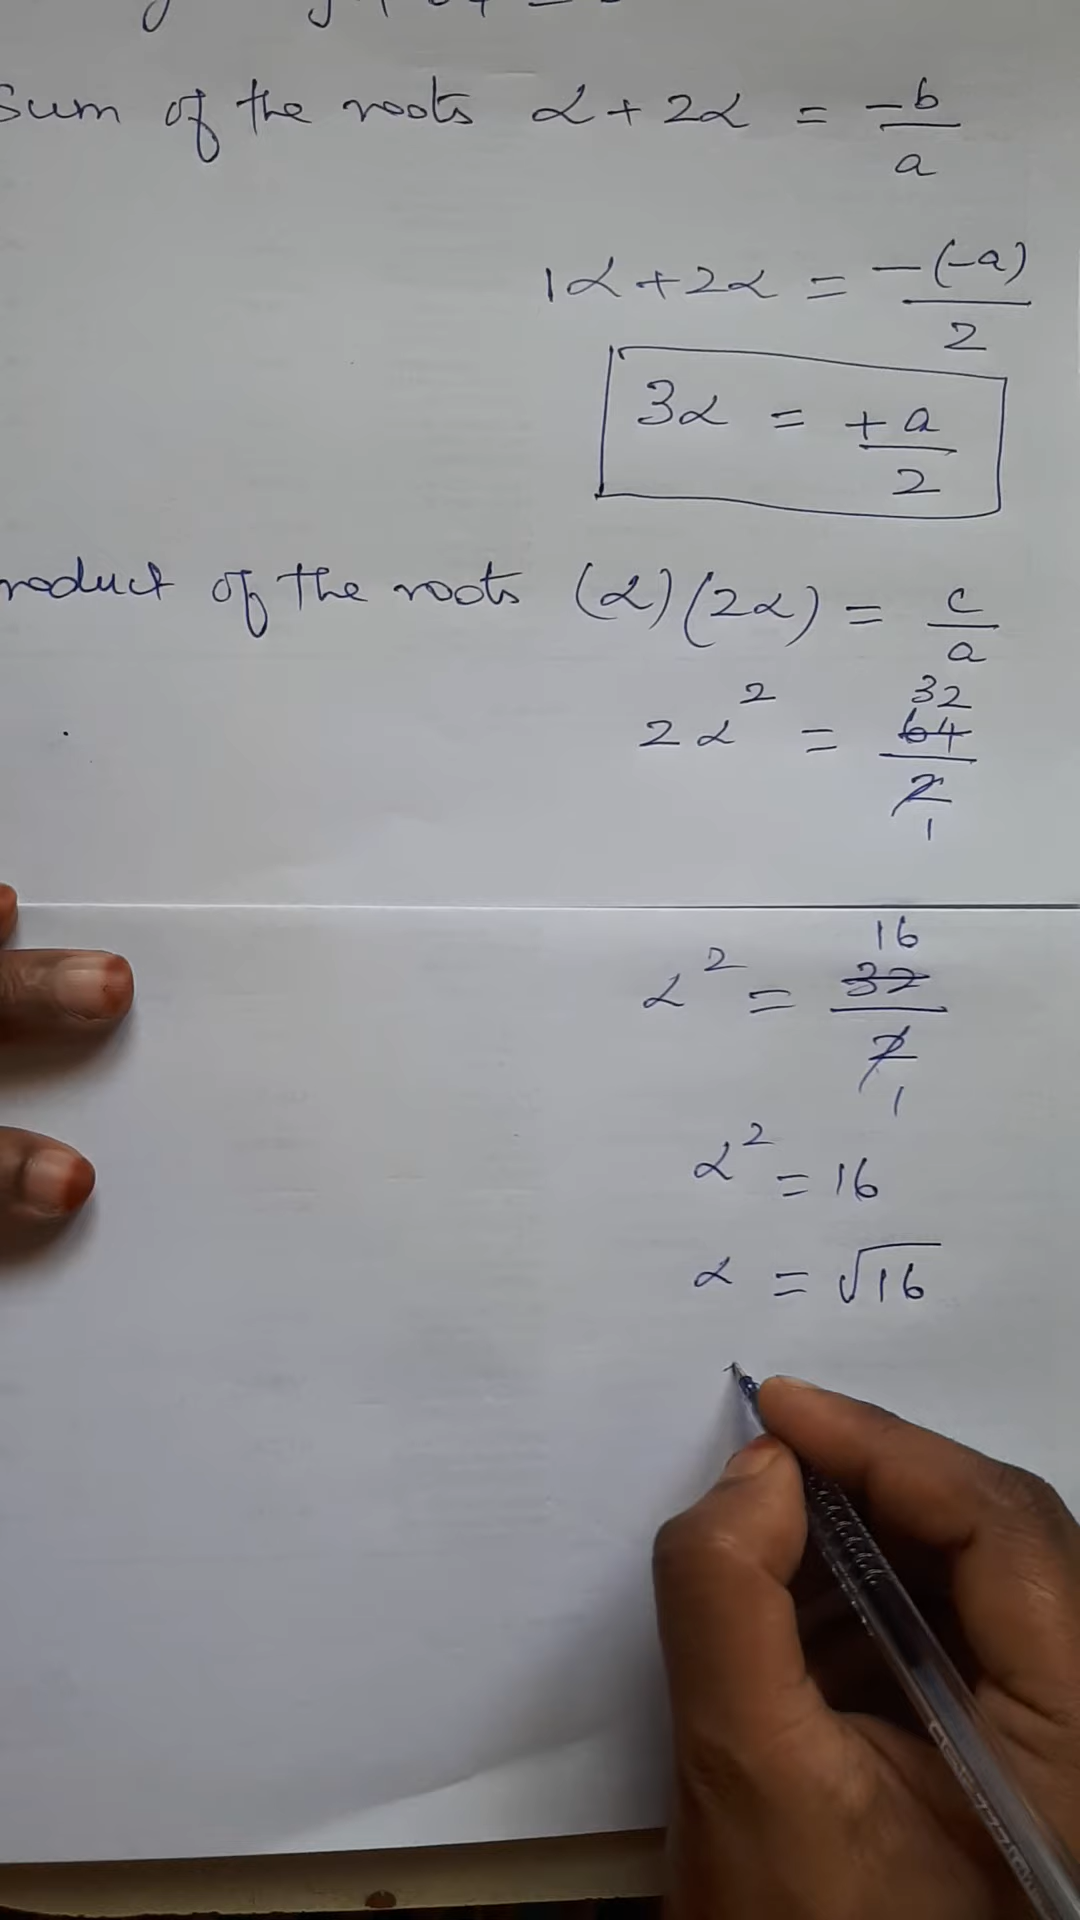 Sum of the roots α + 2α = -b/a
1α + 2α = -(-a)/2
3α = +a/2
roduct of the roots (α)(2α) = c/a
32
2α² = 64/2
1
16
α² = 32/2
1
α² = 16
α = √16